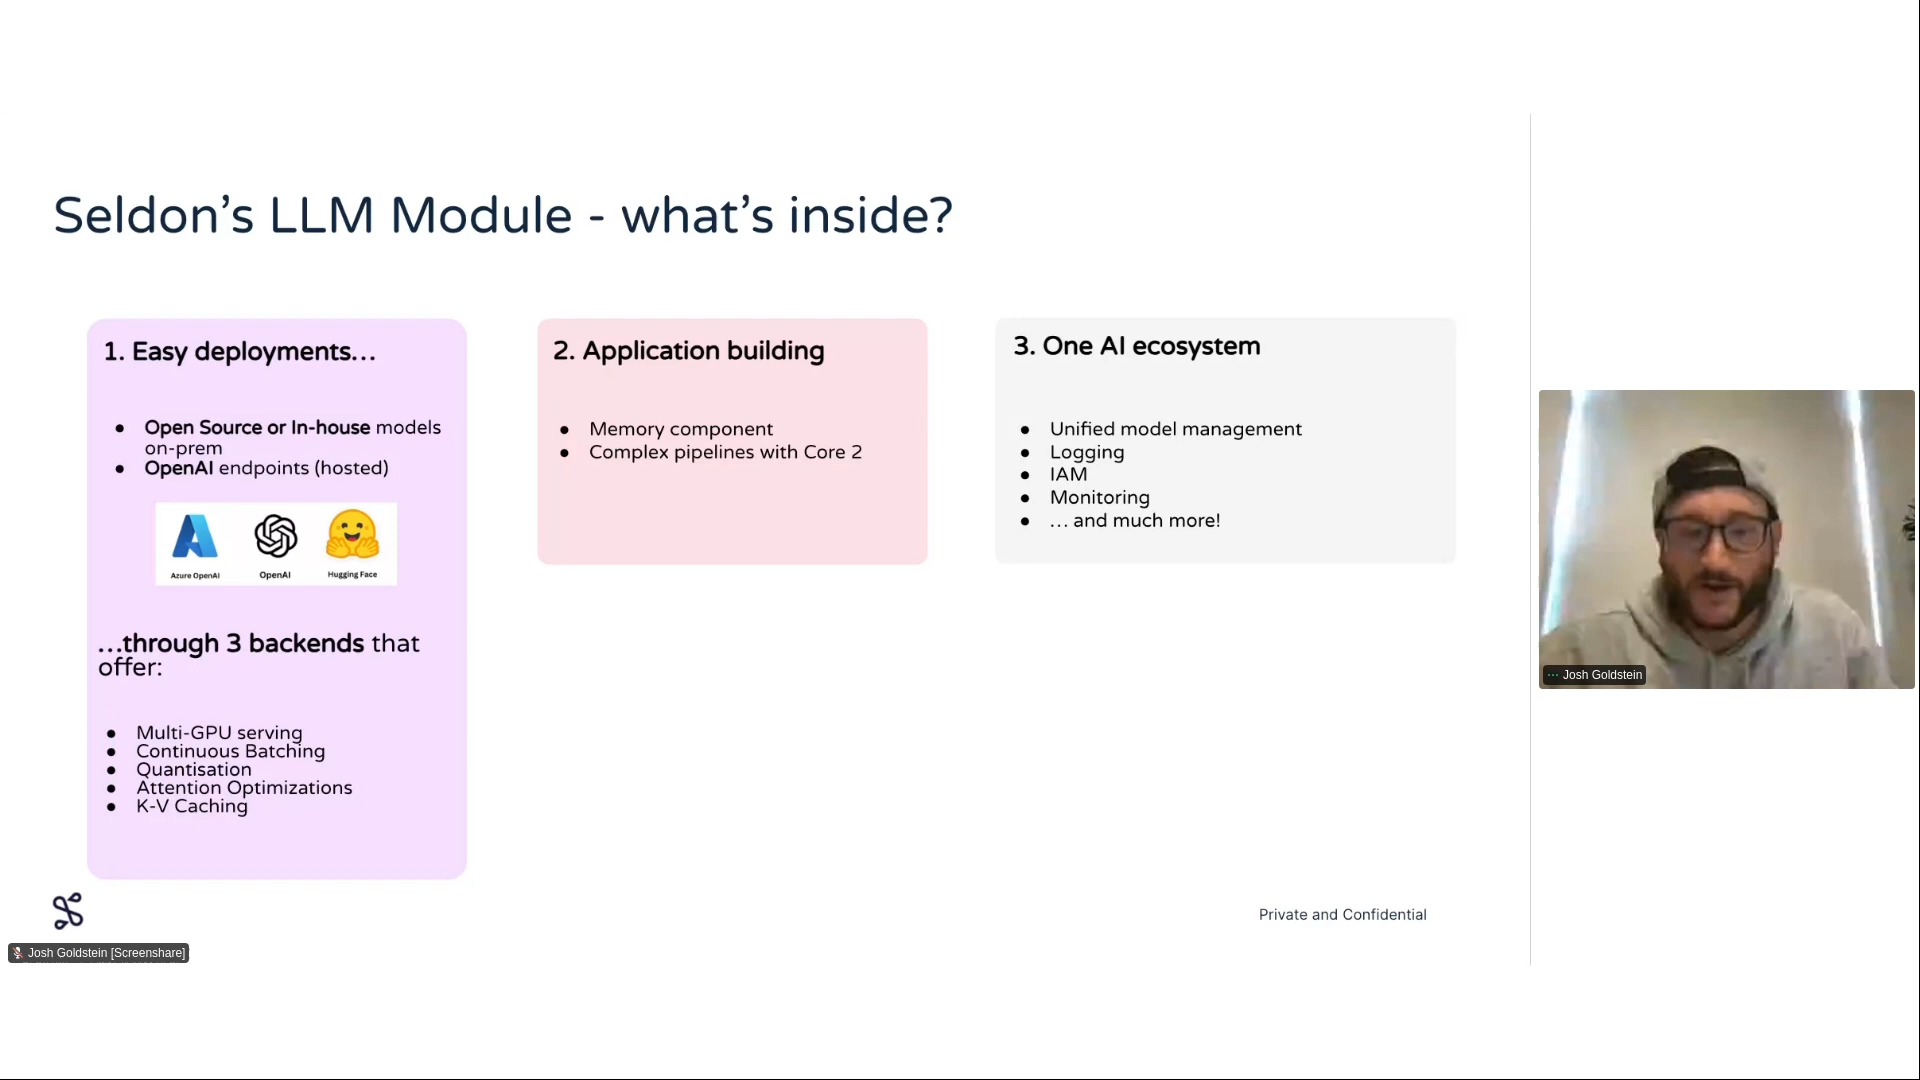 Seldon's LLM Module - what's inside?
1. Easy deployments...
● Open Source or In-house models
on-prem
● OpenAI endpoints (hosted)
Azure OpenAI
OpenAI
Hugging Face
...through 3 backends that
offer:
● Multi-GPU serving
● Continuous Batching
● Quantisation
● Attention Optimizations
● K-V Caching
2. Application building
● Memory component
● Complex pipelines with Core 2
3. One AI ecosystem
● Unified model management
● Logging
● IAM
● Monitoring
● ... and much more!
Private and Confidential
Josh Goldstein [Screenshare]
Josh Goldstein